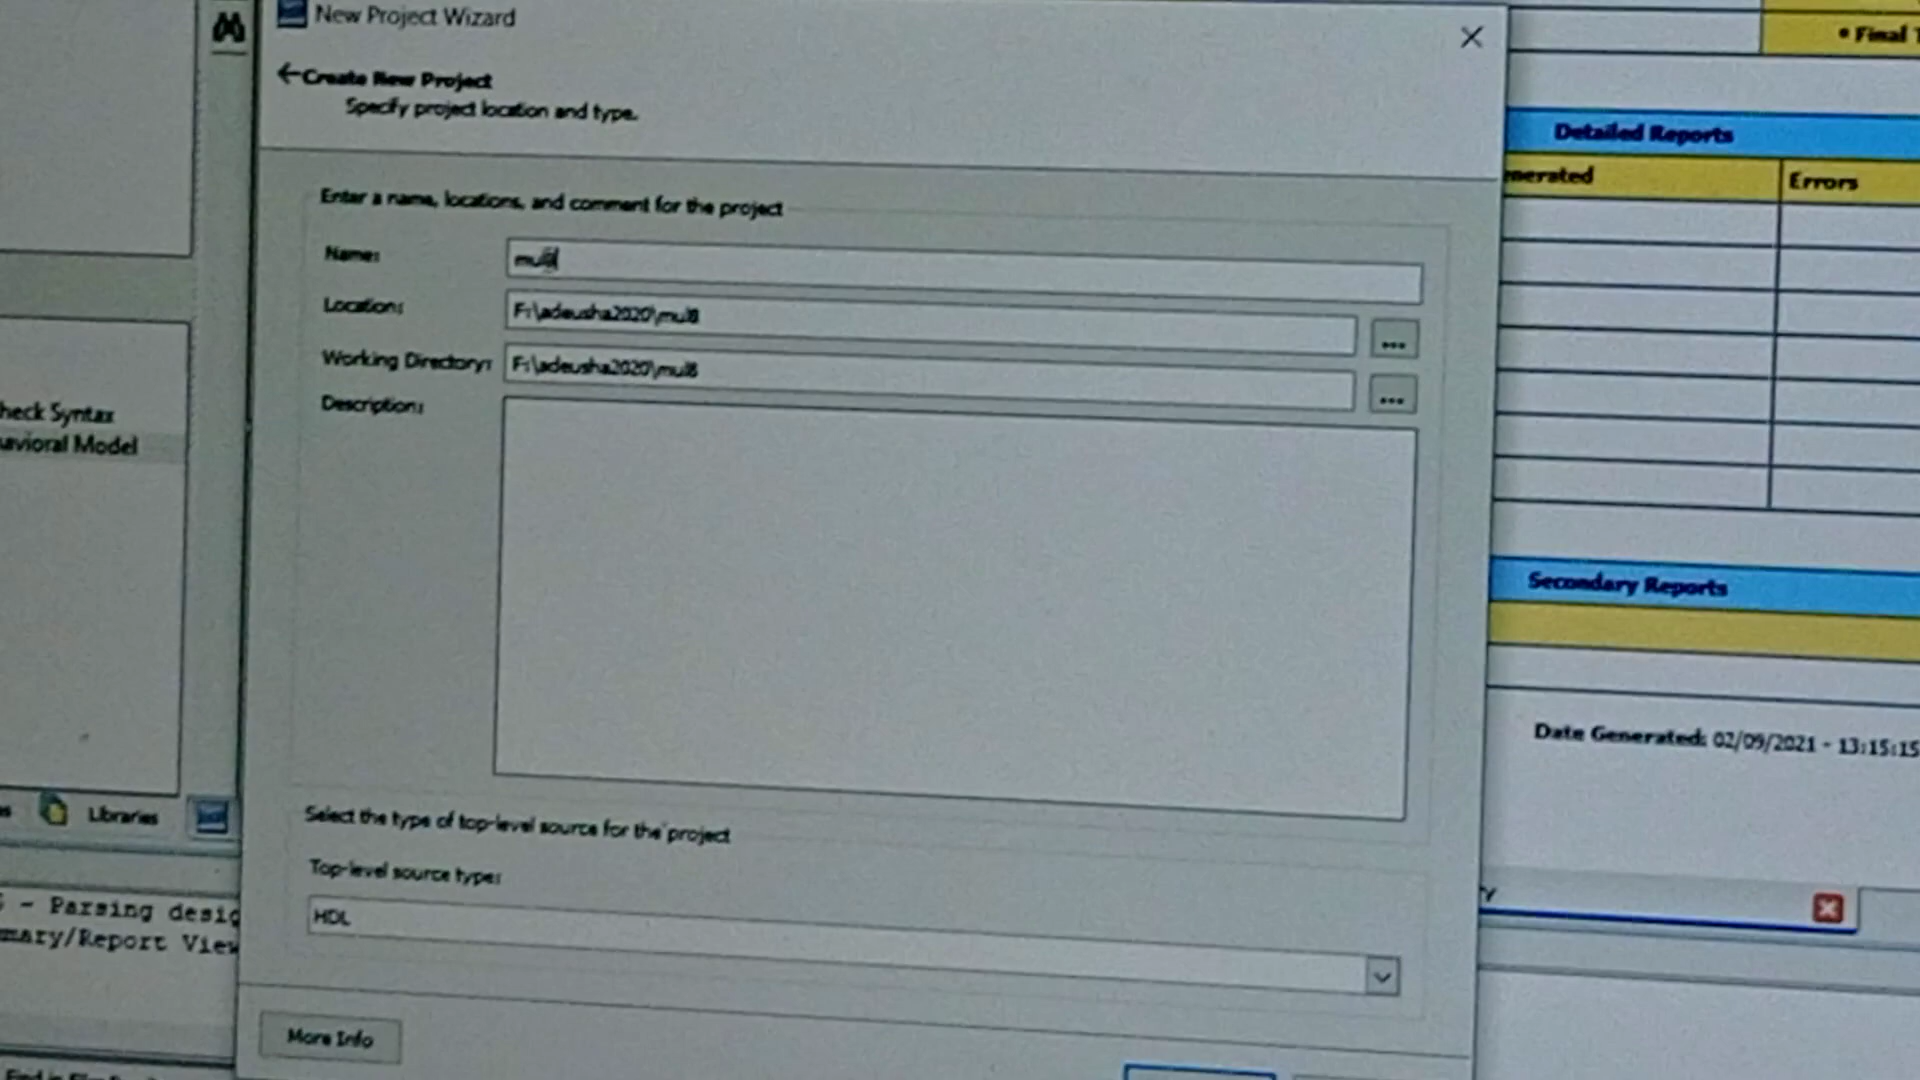 New Project Wizard
Create New Project
Specify project location and type.
Enter a name, locations, and comment for the project
Name:
mul8
Location:
F:\adeusha2020\mul8
...
Working Directory:
F:\adeusha2020\mul8
...
Description:
Select the type of top-level source for the project
Top-level source type:
HDL
More Info
heck Syntax
avioral Model
Libraries
- Parsing desig
mary/Report View
Final T
Detailed Reports
nerated
Errors
Secondary Reports
Date Generated: 02/09/2021 - 13:15:15